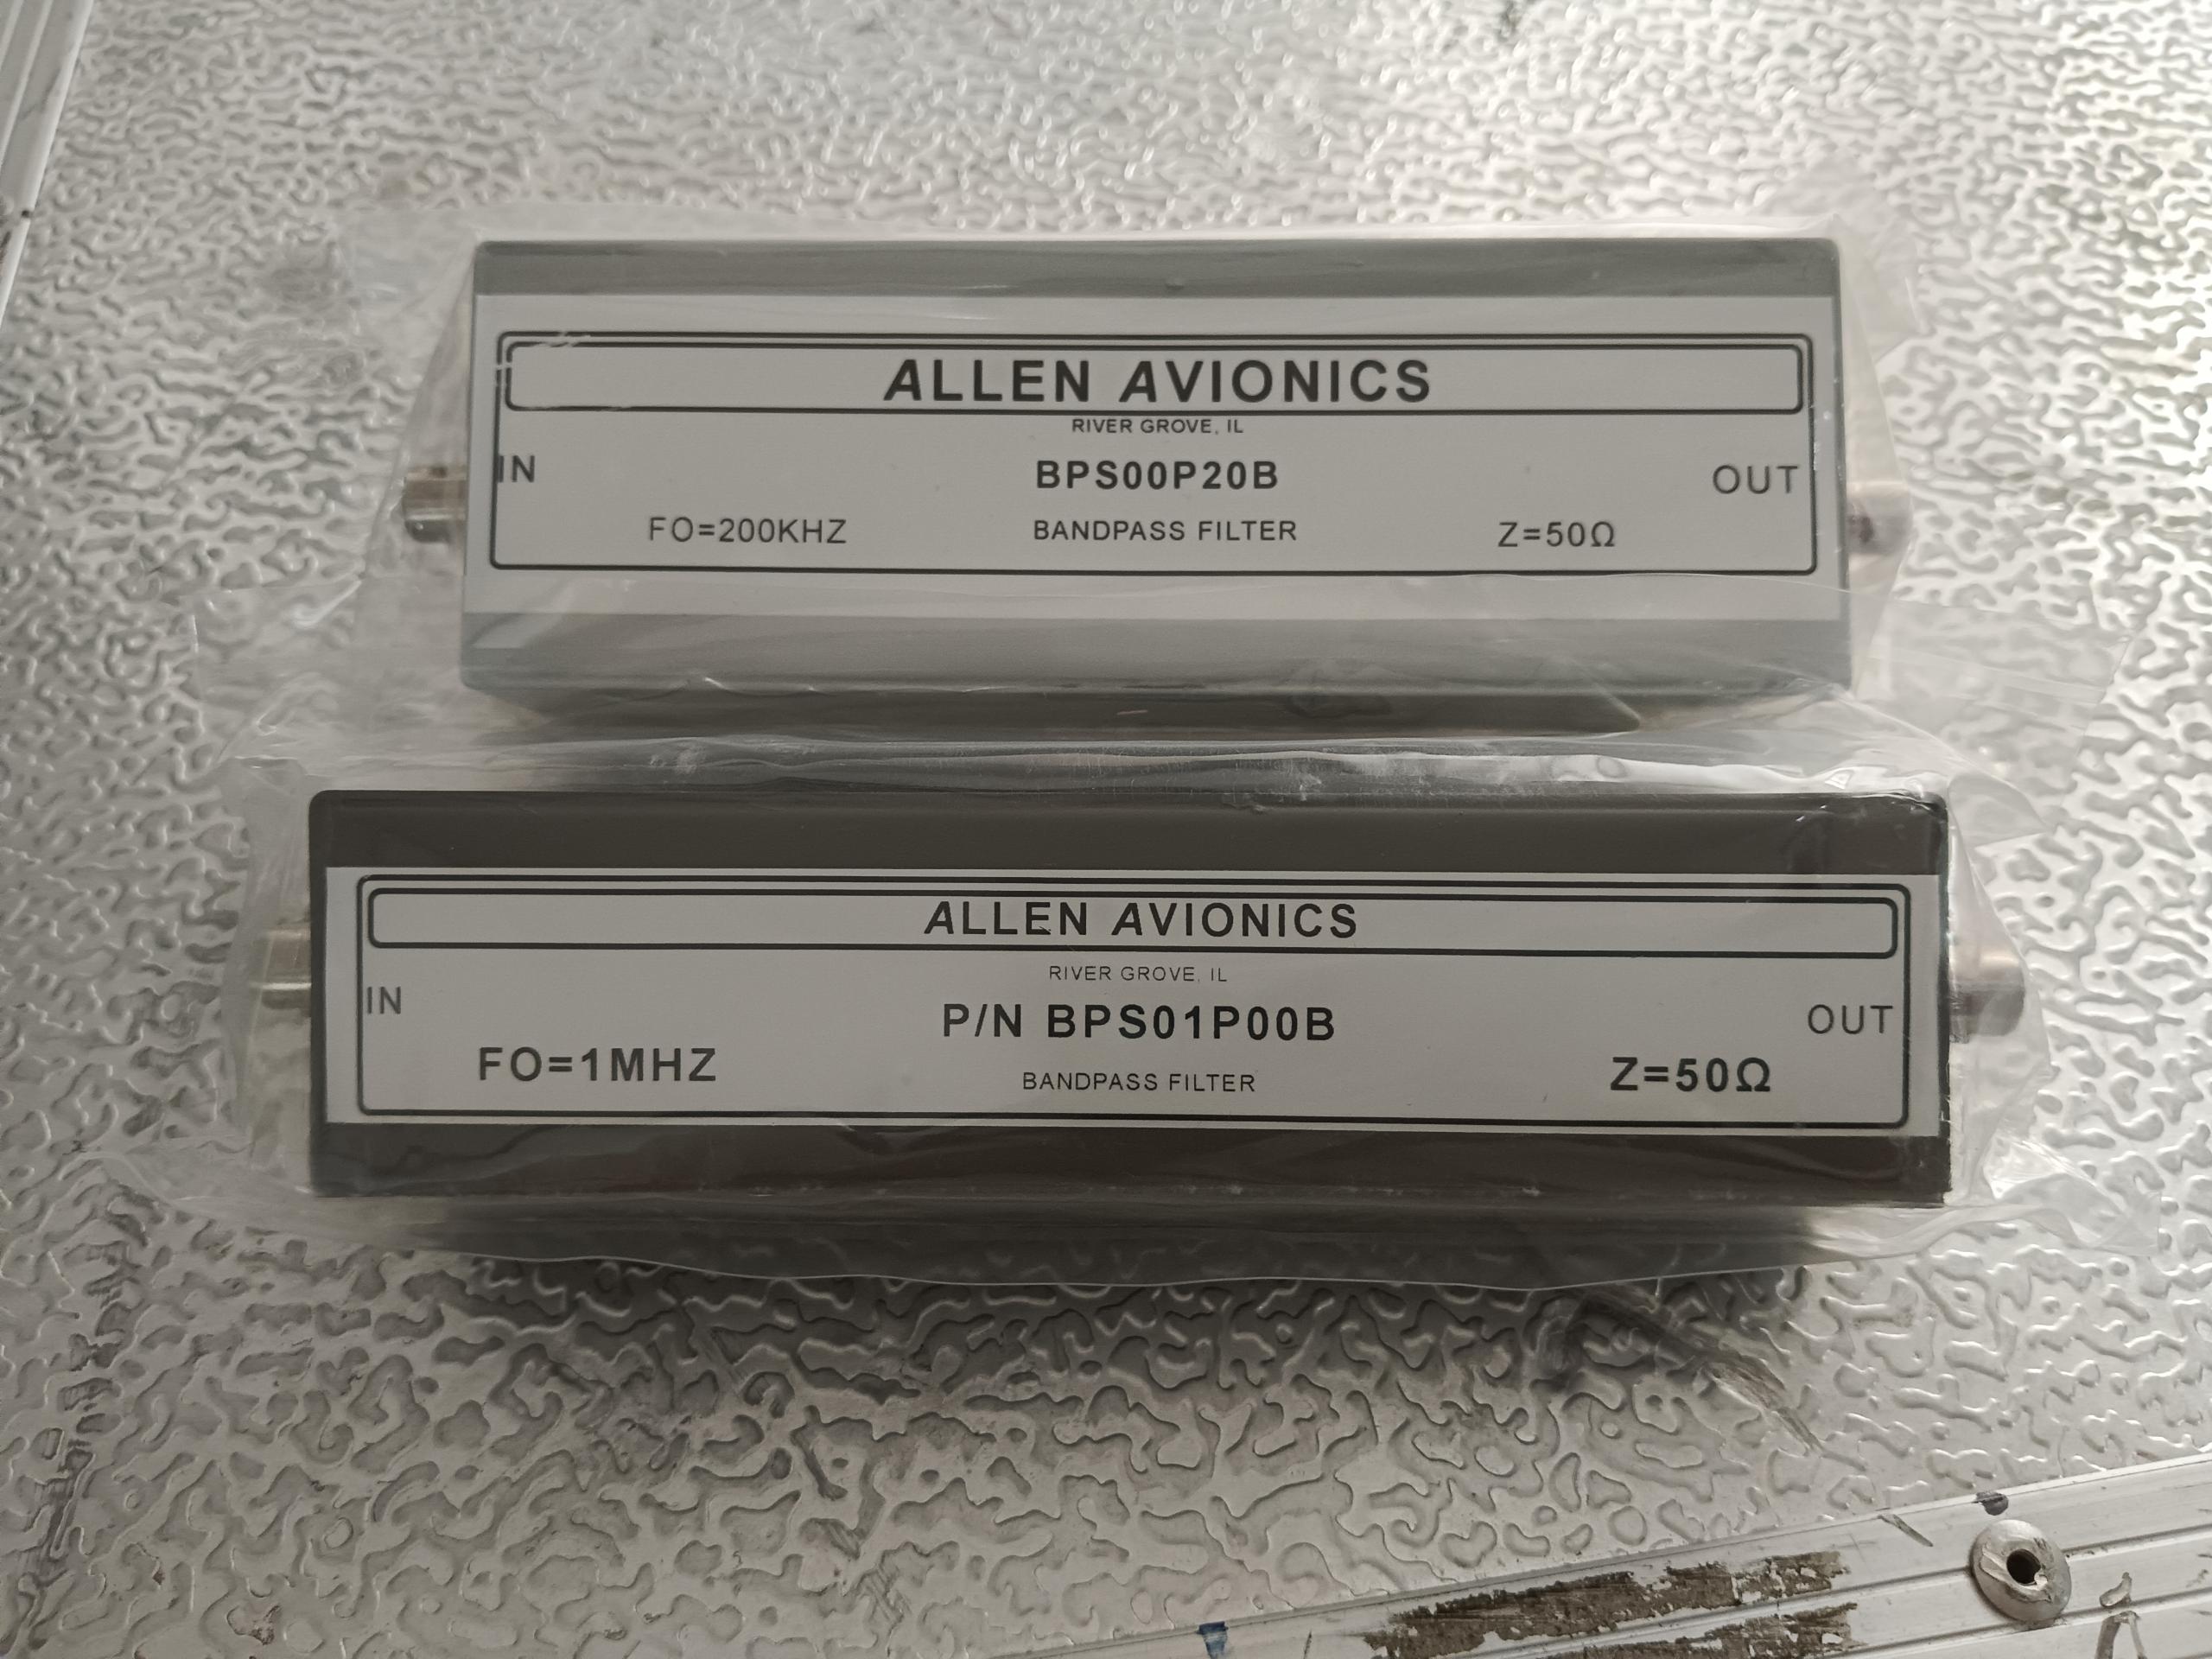 ALLEN AVIONICS
RIVER GROVE, IL
IN
BPS00P20B
OUT
FO=200KHZ
BANDPASS FILTER
Z=50Ω
ALLEN AVIONICS
RIVER GROVE, IL
IN
P/N BPS01P00B
OUT
FO=1MHZ
BANDPASS FILTER
Z=50Ω